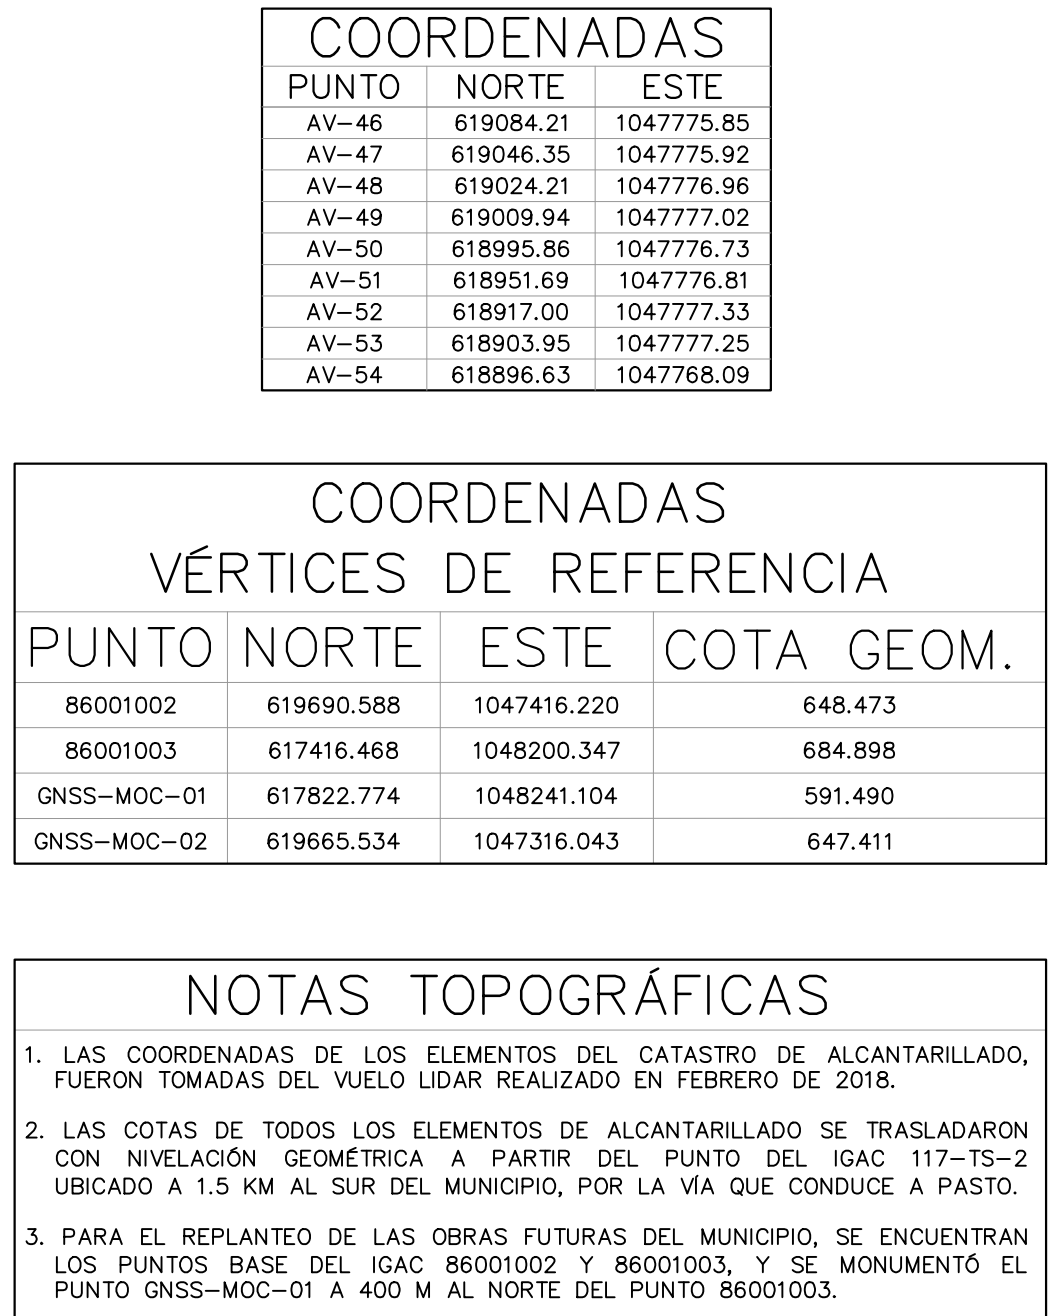 COORDENADAS
PUNTO NORTE ESTE
AV-46 619084.21 1047775.85
AV-47 619046.35 1047775.92
AV-48 619024.21 1047776.96
AV-49 619009.94 1047777.02
AV-50 618995.86 1047776.73
AV-51 618951.69 1047776.81
AV-52 618917.00 1047777.33
AV-53 618903.95 1047777.25
AV-54 618896.63 1047768.09
COORDENADAS
VÉRTICES DE REFERENCIA
PUNTO NORTE ESTE COTA GEOM.
86001002 619690.588 1047416.220 648.473
86001003 617416.468 1048200.347 684.898
GNSS-MOC-01 617822.774 1048241.104 591.490
GNSS-MOC-02 619665.534 1047316.043 647.411
NOTAS TOPOGRÁFICAS
1. LAS COORDENADAS DE LOS ELEMENTOS DEL CATASTRO DE ALCANTARILLADO,
FUERON TOMADAS DEL VUELO LIDAR REALIZADO EN FEBRERO DE 2018.
2. LAS COTAS DE TODOS LOS ELEMENTOS DE ALCANTARILLADO SE TRASLADARON
CON NIVELACIÓN GEOMÉTRICA A PARTIR DEL PUNTO DEL IGAC 117-TS-2
UBICADO A 1.5 KM AL SUR DEL MUNICIPIO, POR LA VÍA QUE CONDUCE A PASTO.
3. PARA EL REPLANTEO DE LAS OBRAS FUTURAS DEL MUNICIPIO, SE ENCUENTRAN
LOS PUNTOS BASE DEL IGAC 86001002 Y 86001003, Y SE MONUMENTÓ EL
PUNTO GNSS-MOC-01 A 400 M AL NORTE DEL PUNTO 86001003.